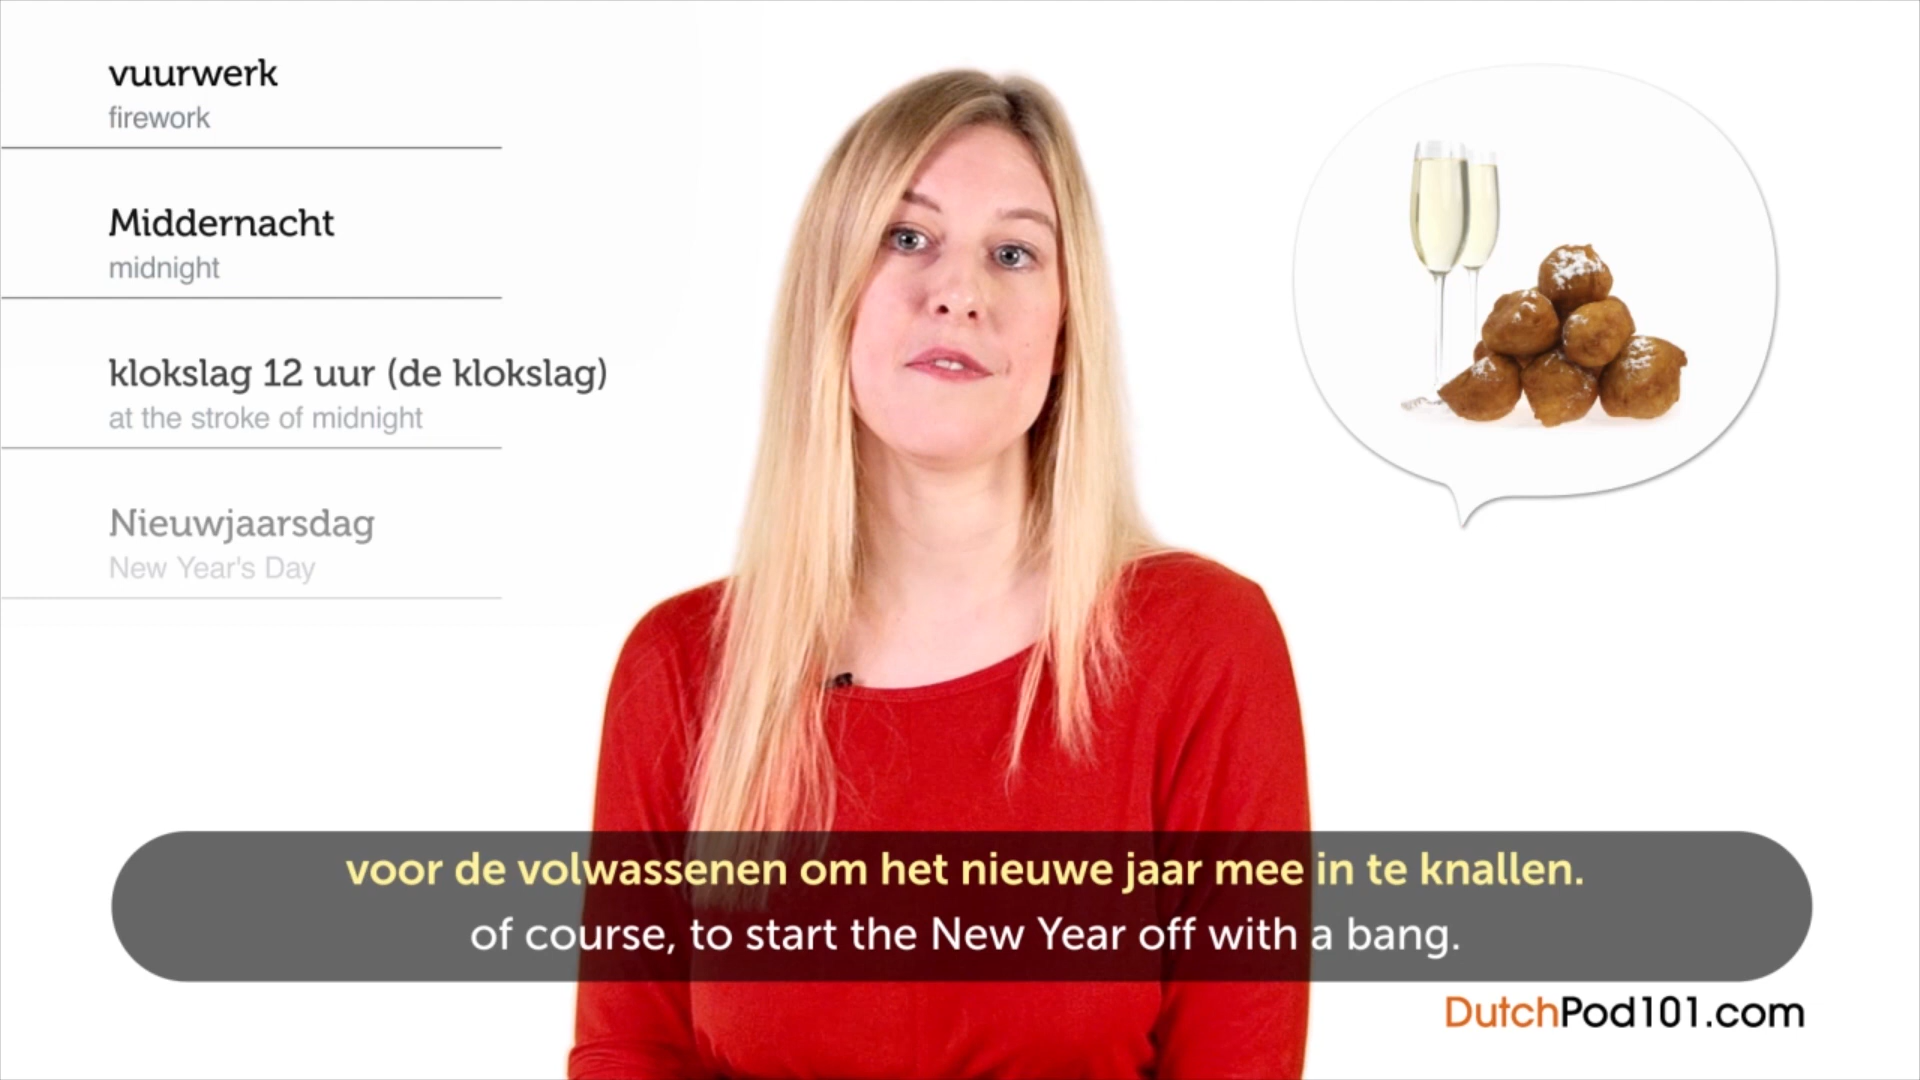 vuurwerk
firework
Middernacht
midnight
klokslag 12 uur (de klokslag)
at the stroke of midnight
Nieuwjaarsdag
New Year's Day
voor de volwassenen om het nieuwe jaar mee in te knallen.
of course, to start the New Year off with a bang.
DutchPod101.com